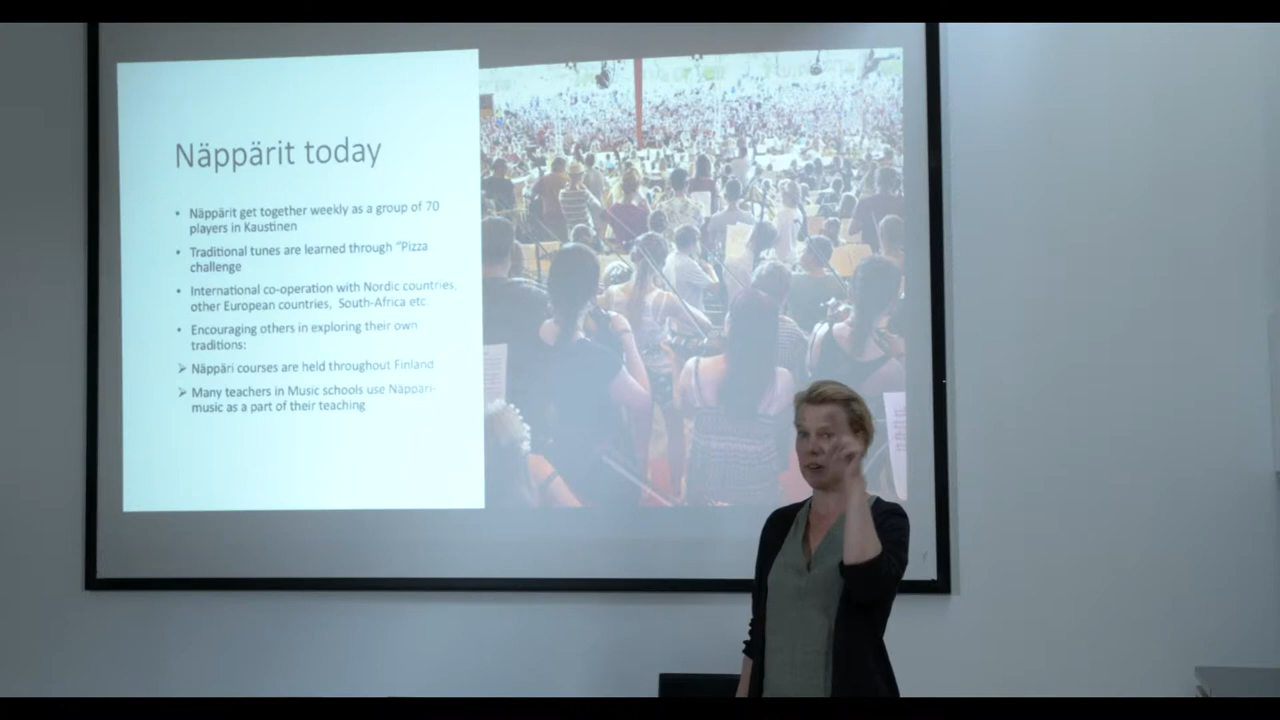 Näppärit today
• Näppärit get together weekly as a group of 70
players in Kaustinen
• Traditional tunes are learned through "Pizza
challenge
• International co-operation with Nordic countries,
other European countries, South-Africa etc.
• Encouraging others in exploring their own
traditions:
➢ Näppäri courses are held throughout Finland
➢ Many teachers in Music schools use Näppäri-
music as a part of their teaching